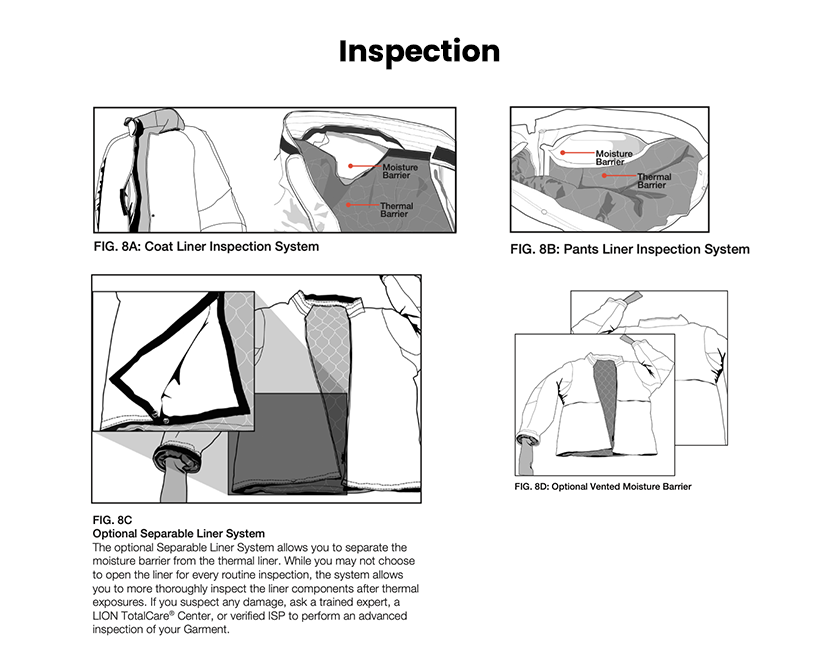 Inspection
Moisture
Barrier
Thermal
Barrier
FIG. 8A: Coat Liner Inspection System
Moisture
Barrier
Thermal
Barrier
FIG. 8B: Pants Liner Inspection System
FIG. 8C
Optional Separable Liner System
The optional Separable Liner System allows you to separate the
moisture barrier from the thermal liner. While you may not choose
to open the liner for every routine inspection, the system allows
you to more thoroughly inspect the liner components after thermal
exposures. If you suspect any damage, ask a trained expert, a
LION TotalCare® Center, or verified ISP to perform an advanced
inspection of your Garment.
FIG. 8D: Optional Vented Moisture Barrier